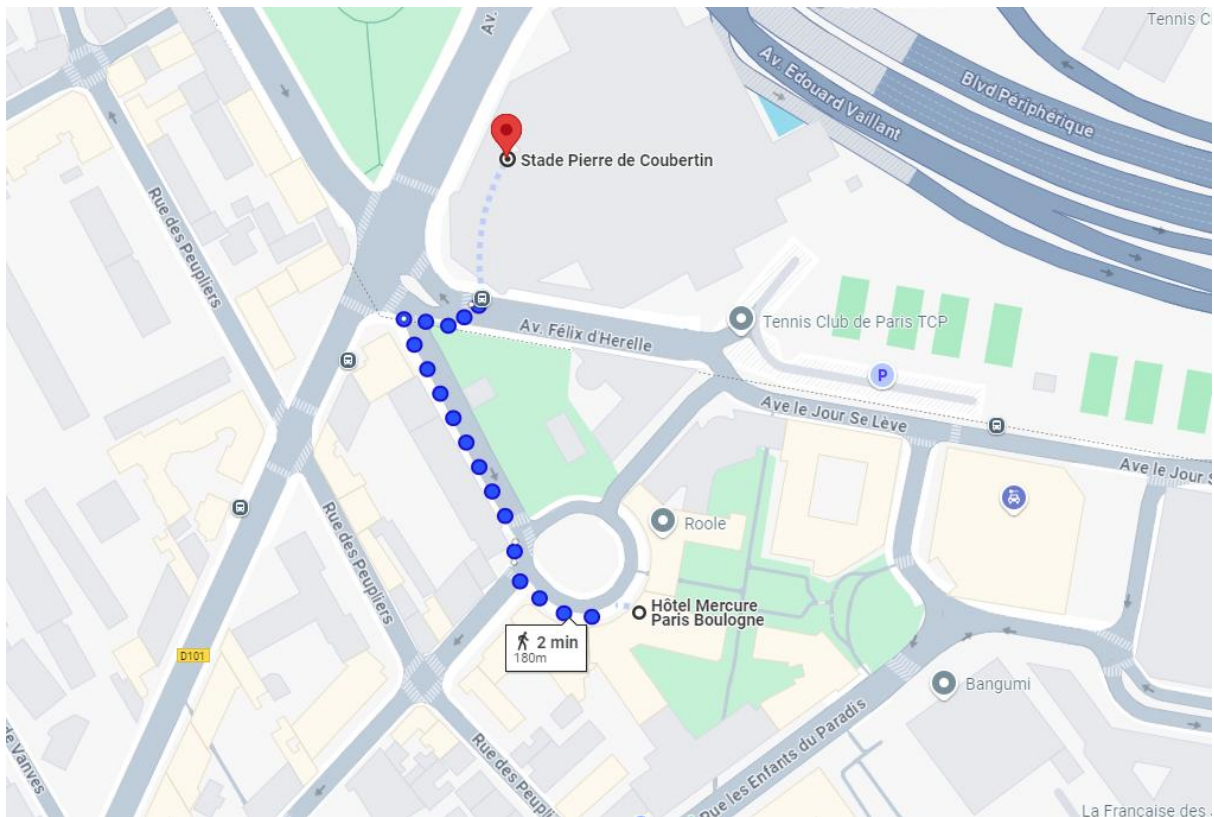 Tennis C
Av.
Av. Edouard Vaillant
Blvd Périphérique
Stade Pierre de Coubertin
Rue des Peupliers
Av. Félix d'Herelle
Tennis Club de Paris TCP
P
Ave le Jour Se Lève
Ave le Jour S
Roole
Rue des Peupliers
Hôtel Mercure
Paris Boulogne
2 min
180m
D101
Bangumi
de Vanves
Rue des Peupliers
Rue les Enfants du Paradis
La Française des